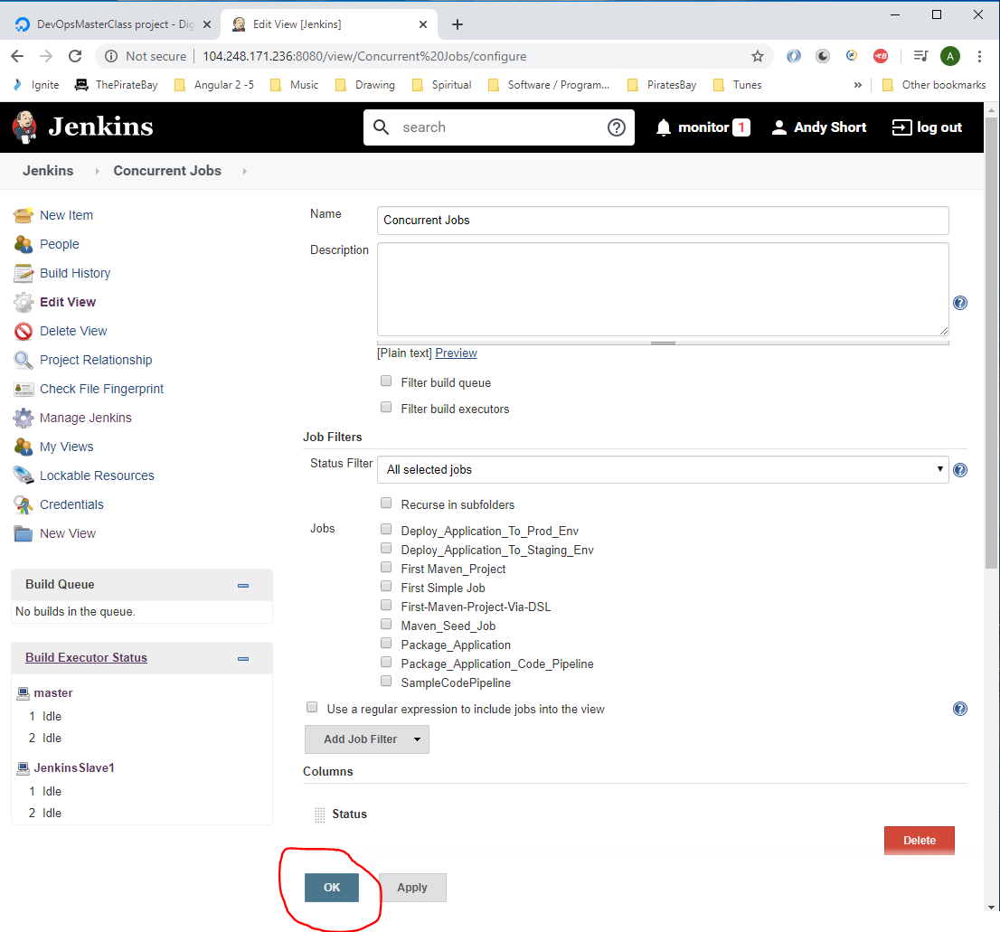 DevOpsMasterClass project - Dig
Edit View [Jenkins]
Not secure
104.248.171.236:8080/view/Concurrent%20Jobs/configure
A
Ignite
ThePirateBay
Angular 2 -5
Music
Drawing
Spiritual
Software / Program...
PiratesBay
Tunes
»
Other bookmarks
Jenkins
search
monitor 1
Andy Short
log out
Jenkins
Concurrent Jobs
New Item
People
Build History
Edit View
Delete View
Project Relationship
Check File Fingerprint
Manage Jenkins
My Views
Lockable Resources
Credentials
New View
Build Queue
No builds in the queue.
Build Executor Status
master
1 Idle
2 Idle
JenkinsSlave1
1 Idle
2 Idle
Name
Concurrent Jobs
Description
[Plain text] Preview
Filter build queue
Filter build executors
Job Filters
Status Filter
All selected jobs
Recurse in subfolders
Jobs
Deploy_Application_To_Prod_Env
Deploy_Application_To_Staging_Env
First Maven_Project
First Simple Job
First-Maven-Project-Via-DSL
Maven_Seed_Job
Package_Application
Package_Application_Code_Pipeline
SampleCodePipeline
Use a regular expression to include jobs into the view
Add Job Filter
Columns
Status
Delete
OK
Apply